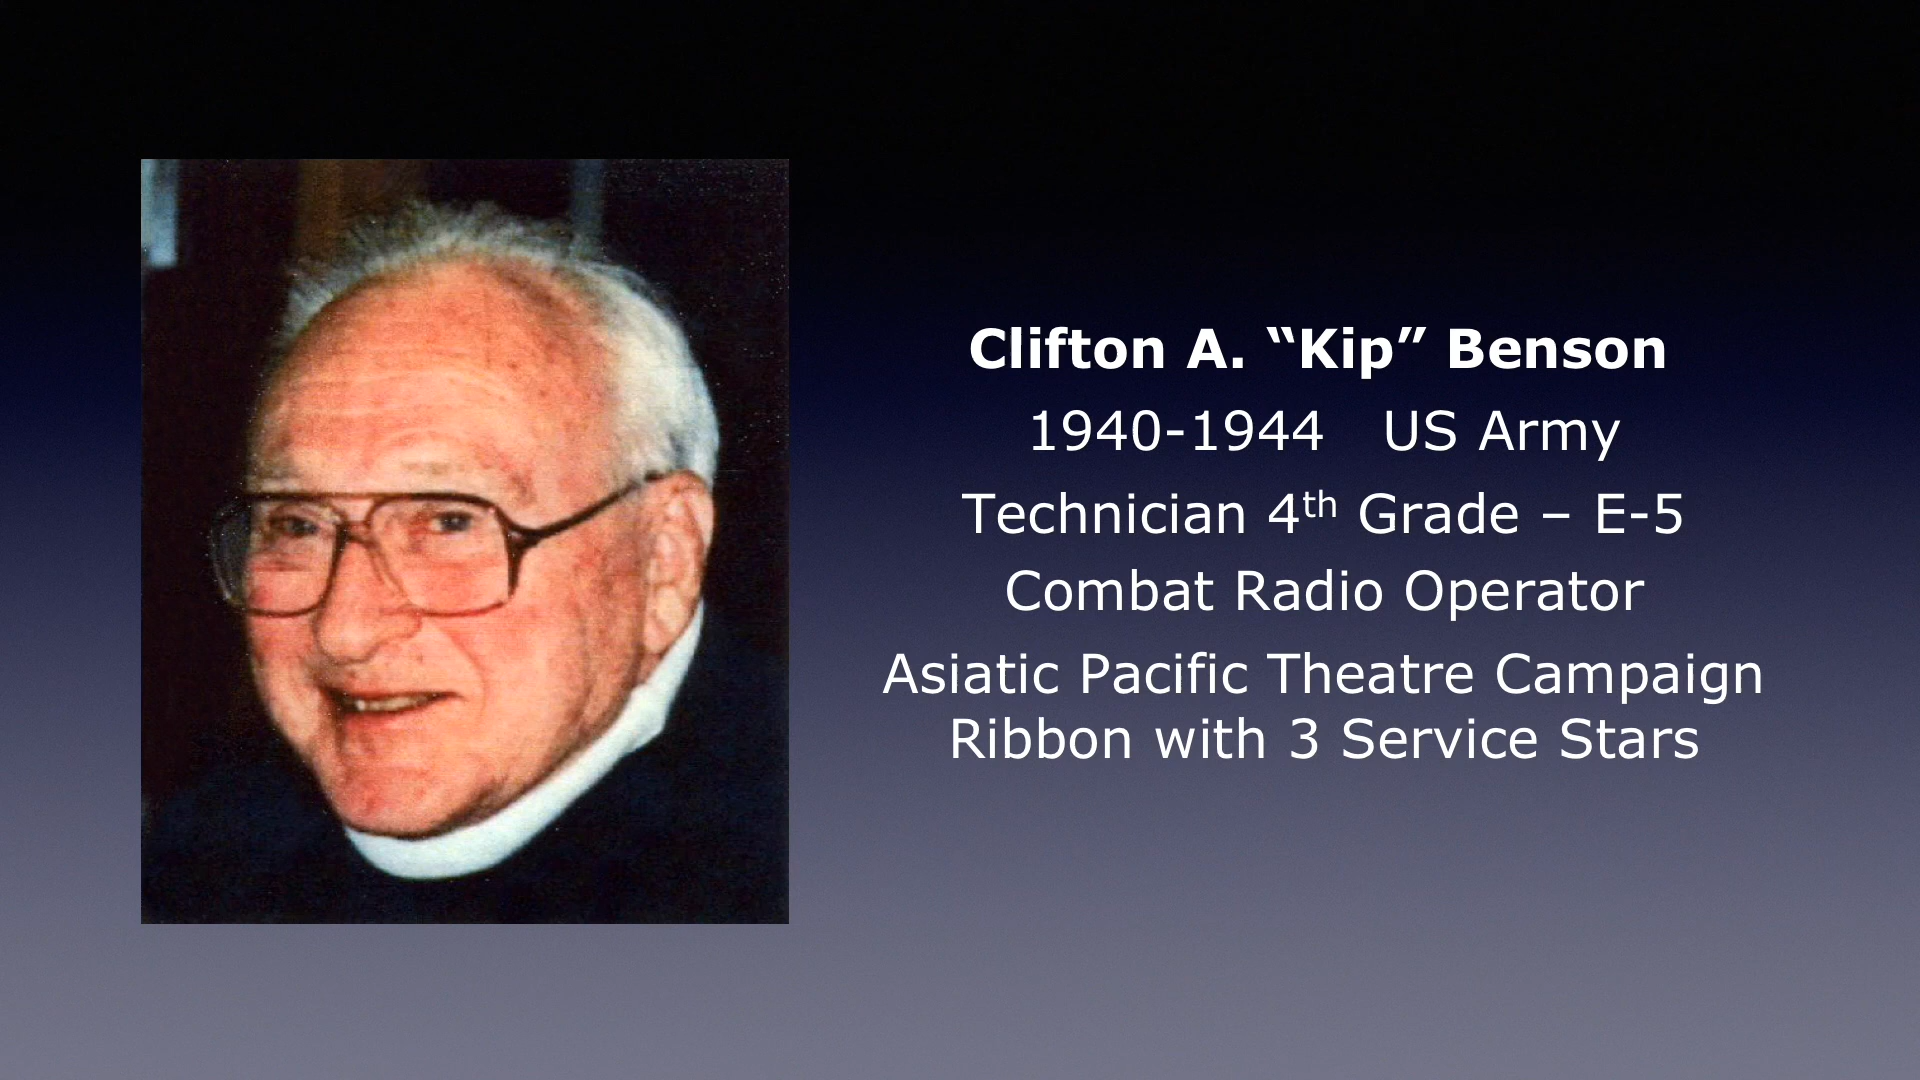 Clifton A. “Kip” Benson
1940-1944 US Army
Technician 4th Grade – E-5
Combat Radio Operator
Asiatic Pacific Theatre Campaign
Ribbon with 3 Service Stars